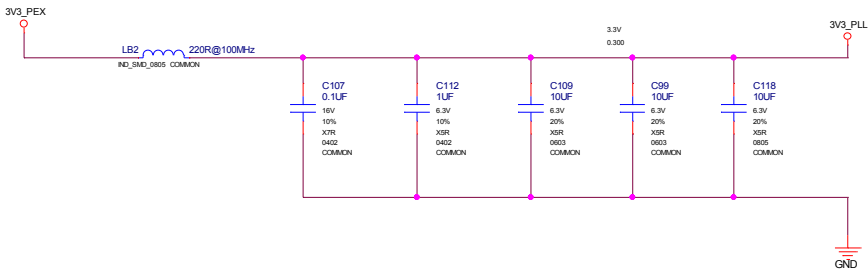 3V3_PEX
3V3_PLL
3.3V
0.300
LB2 220R@100MHz
IND_SMD_0805 COMMON
C107
0.1UF
16V
10%
X7R
0402
COMMON
C112
1UF
6.3V
10%
X5R
0402
COMMON
C109
10UF
6.3V
20%
X5R
0603
COMMON
C99
10UF
6.3V
20%
X5R
0603
COMMON
C118
10UF
6.3V
20%
X5R
0805
COMMON
GND